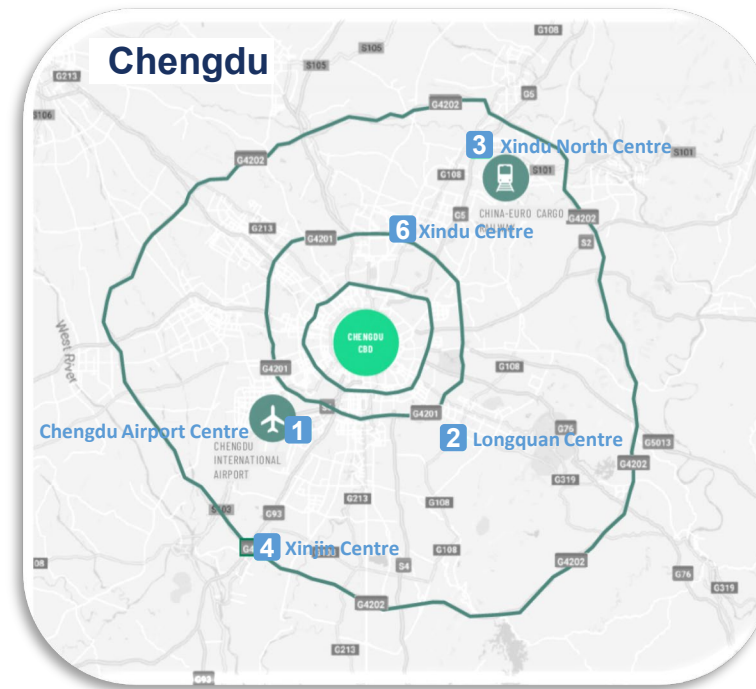 Chengdu
G108
S105
G213
S105
G5
S106
G4202
3 Xindu North Centre
G4202
S101
G108
S101
CHINA-EURO CARGO
G5
G4202
6 Xindu Centre
G213
G4201
S2
West River
CHENGDU
CBD
G108
G4201
G4201
G76
Chengdu Airport Centre 1
2 Longquan Centre
G5013
CHENGDU
INTERNATIONAL
AIRPORT
G4202
G319
G213
G108
G93
4 Xinjin Centre
G108
G4202
S4
G76
G319
G4202
G213
G93